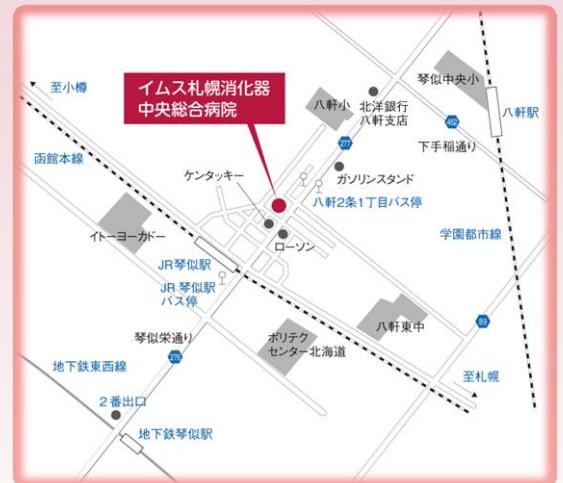 イムス札幌消化器
中央総合病院
至小樽
函館本線
八軒小
北洋銀行
八軒支店
琴似中央小
八軒駅
452
下手稲通り
277
ケンタッキー
ガソリンスタンド
八軒2条1丁目バス停
イトーヨーカドー
ローソン
学園都市線
JR琴似駅
JR 琴似駅
バス停
琴似栄通り
ポリテク
センター北海道
八軒東中
89
276
地下鉄東西線
至札幌
2番出口
地下鉄琴似駅